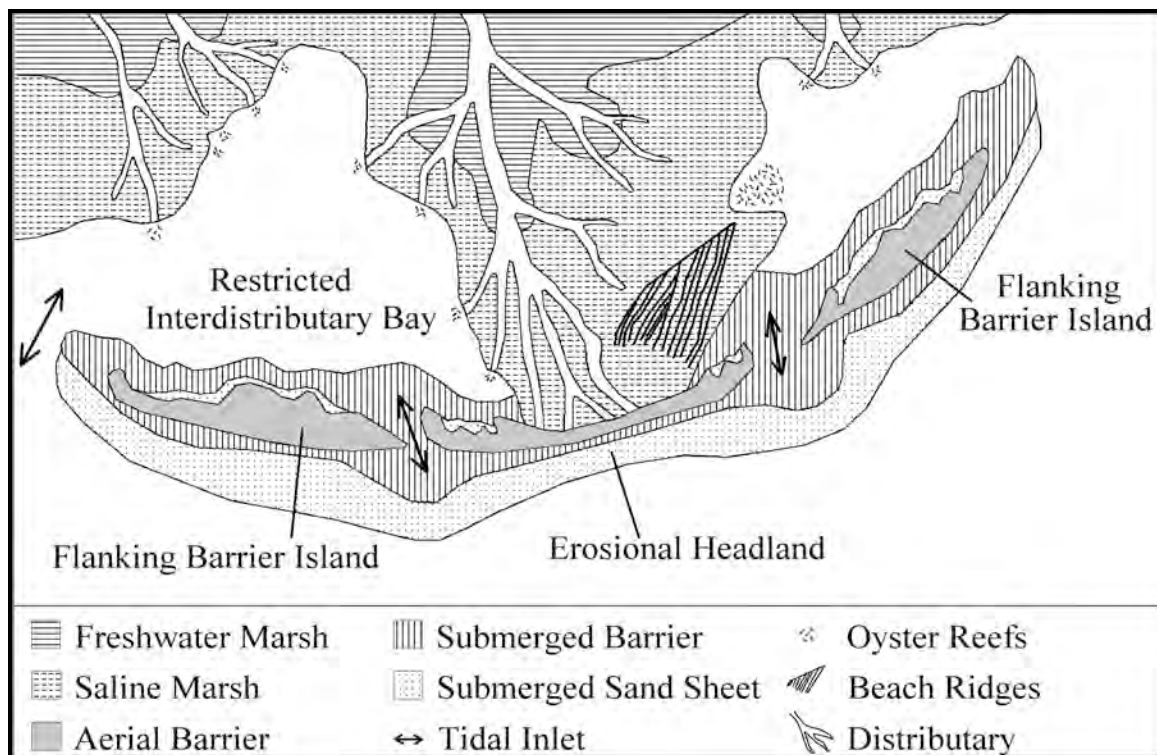 Restricted
Interdistributary Bay
Flanking
Barrier Island
Flanking Barrier Island
Erosional Headland
Freshwater Marsh
Submerged Barrier
Oyster Reefs
Saline Marsh
Submerged Sand Sheet
Beach Ridges
Aerial Barrier
Tidal Inlet
Distributary